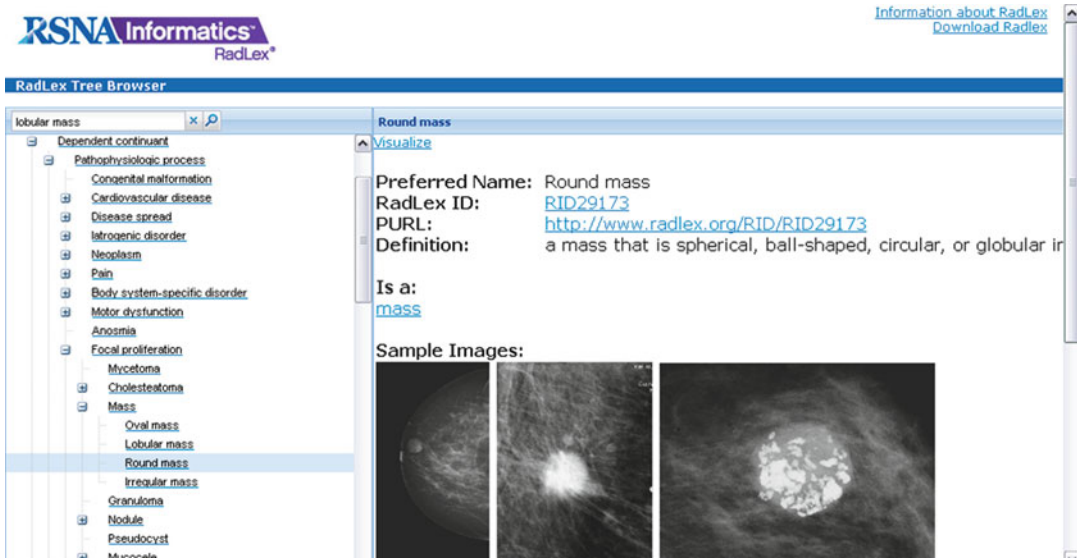 RSNA Informatics™
RadLex®
Information about RadLex
Download Radlex
RadLex Tree Browser
lobular mass
Dependent continuant
Pathophysiologic process
Congenital malformation
Cardiovascular disease
Disease spread
Iatrogenic disorder
Neoplasm
Pain
Body system-specific disorder
Motor dysfunction
Anosmia
Focal proliferation
Mycetoma
Cholesteatoma
Mass
Oval mass
Lobular mass
Round mass
Irregular mass
Granuloma
Nodule
Pseudocyst
Mucocele
Round mass
Visualize
Preferred Name: Round mass
RadLex ID: RID29173
PURL: http://www.radlex.org/RID/RID29173
Definition: a mass that is spherical, ball-shaped, circular, or globular in
Is a:
mass
Sample Images: